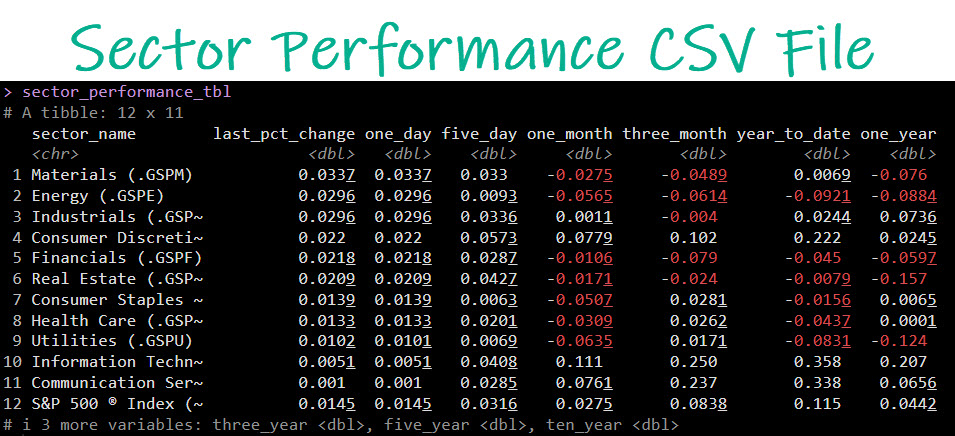 Sector Performance CSV File
> sector_performance_tbl
# A tibble: 12 x 11
sector_name last_pct_change one_day five_day one_month three_month year_to_date one_year
<chr> <dbl> <dbl> <dbl> <dbl> <dbl> <dbl> <dbl>
1 Materials (.GSPM) 0.0337 0.0337 0.033 -0.0275 -0.0489 0.0069 -0.076
2 Energy (.GSPE) 0.0296 0.0296 0.0093 -0.0565 -0.0614 -0.0921 -0.0884
3 Industrials (.GSP~ 0.0296 0.0296 0.0336 0.0011 -0.004 0.0244 0.0736
4 Consumer Discreti~ 0.022 0.022 0.0573 0.0779 0.102 0.222 0.0245
5 Financials (.GSPF) 0.0218 0.0218 0.0287 -0.0106 -0.079 -0.045 -0.0597
6 Real Estate (.GSP~ 0.0209 0.0209 0.0427 -0.0171 -0.024 -0.0079 -0.157
7 Consumer Staples ~ 0.0139 0.0139 0.0063 -0.0507 0.0281 -0.0156 0.0065
8 Health Care (.GSP~ 0.0133 0.0133 0.0201 -0.0309 0.0262 -0.0437 0.0001
9 Utilities (.GSPU) 0.0102 0.0101 0.0069 -0.0635 0.0171 -0.0831 -0.124
10 Information Techn~ 0.0051 0.0051 0.0408 0.111 0.250 0.358 0.207
11 Communication Ser~ 0.001 0.001 0.0285 0.0761 0.237 0.338 0.0656
12 S&P 500 ® Index (~ 0.0145 0.0145 0.0316 0.0275 0.0838 0.115 0.0442
# i 3 more variables: three_year <dbl>, five_year <dbl>, ten_year <dbl>